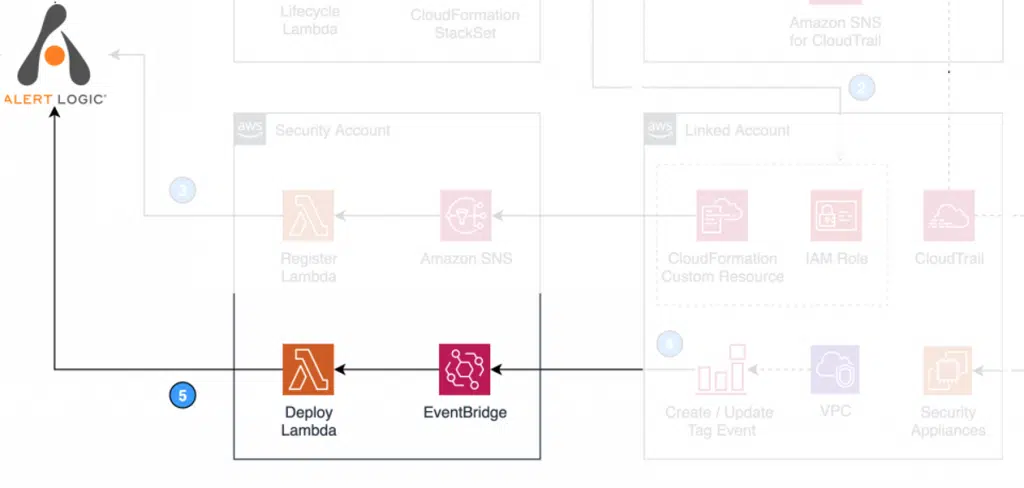 Lifecycle
Lambda
CloudFormation
StackSet
Amazon SNS
for CloudTrail
ALERT LOGIC®
2
aws
Security Account
aws
Linked Account
3
Register
Lambda
Amazon SNS
CloudFormation
Custom Resource
IAM Role
CloudTrail
4
5
Deploy
Lambda
EventBridge
Create / Update
Tag Event
VPC
Security
Appliances